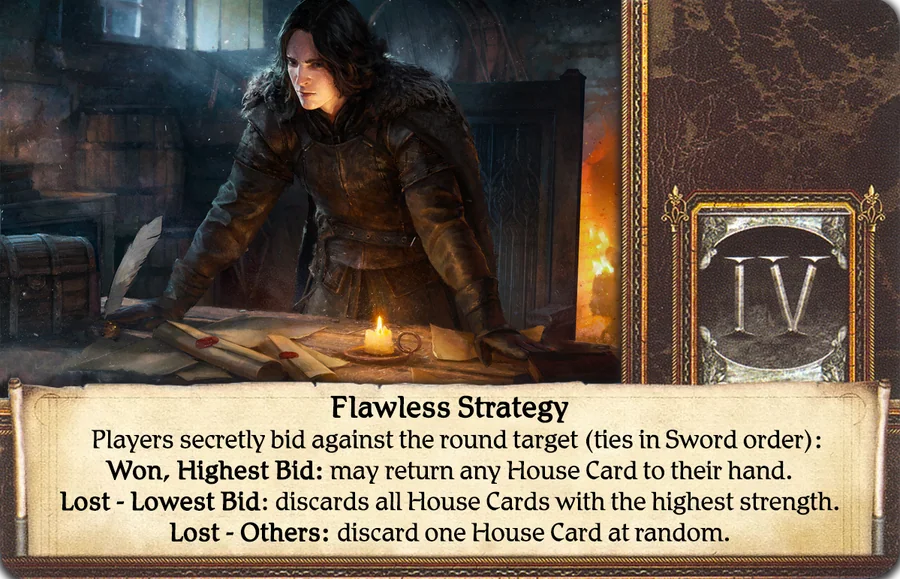 IV
Flawless Strategy
Players secretly bid against the round target (ties in Sword order):
Won, Highest Bid: may return any House Card to their hand.
Lost - Lowest Bid: discards all House Cards with the highest strength.
Lost - Others: discard one House Card at random.